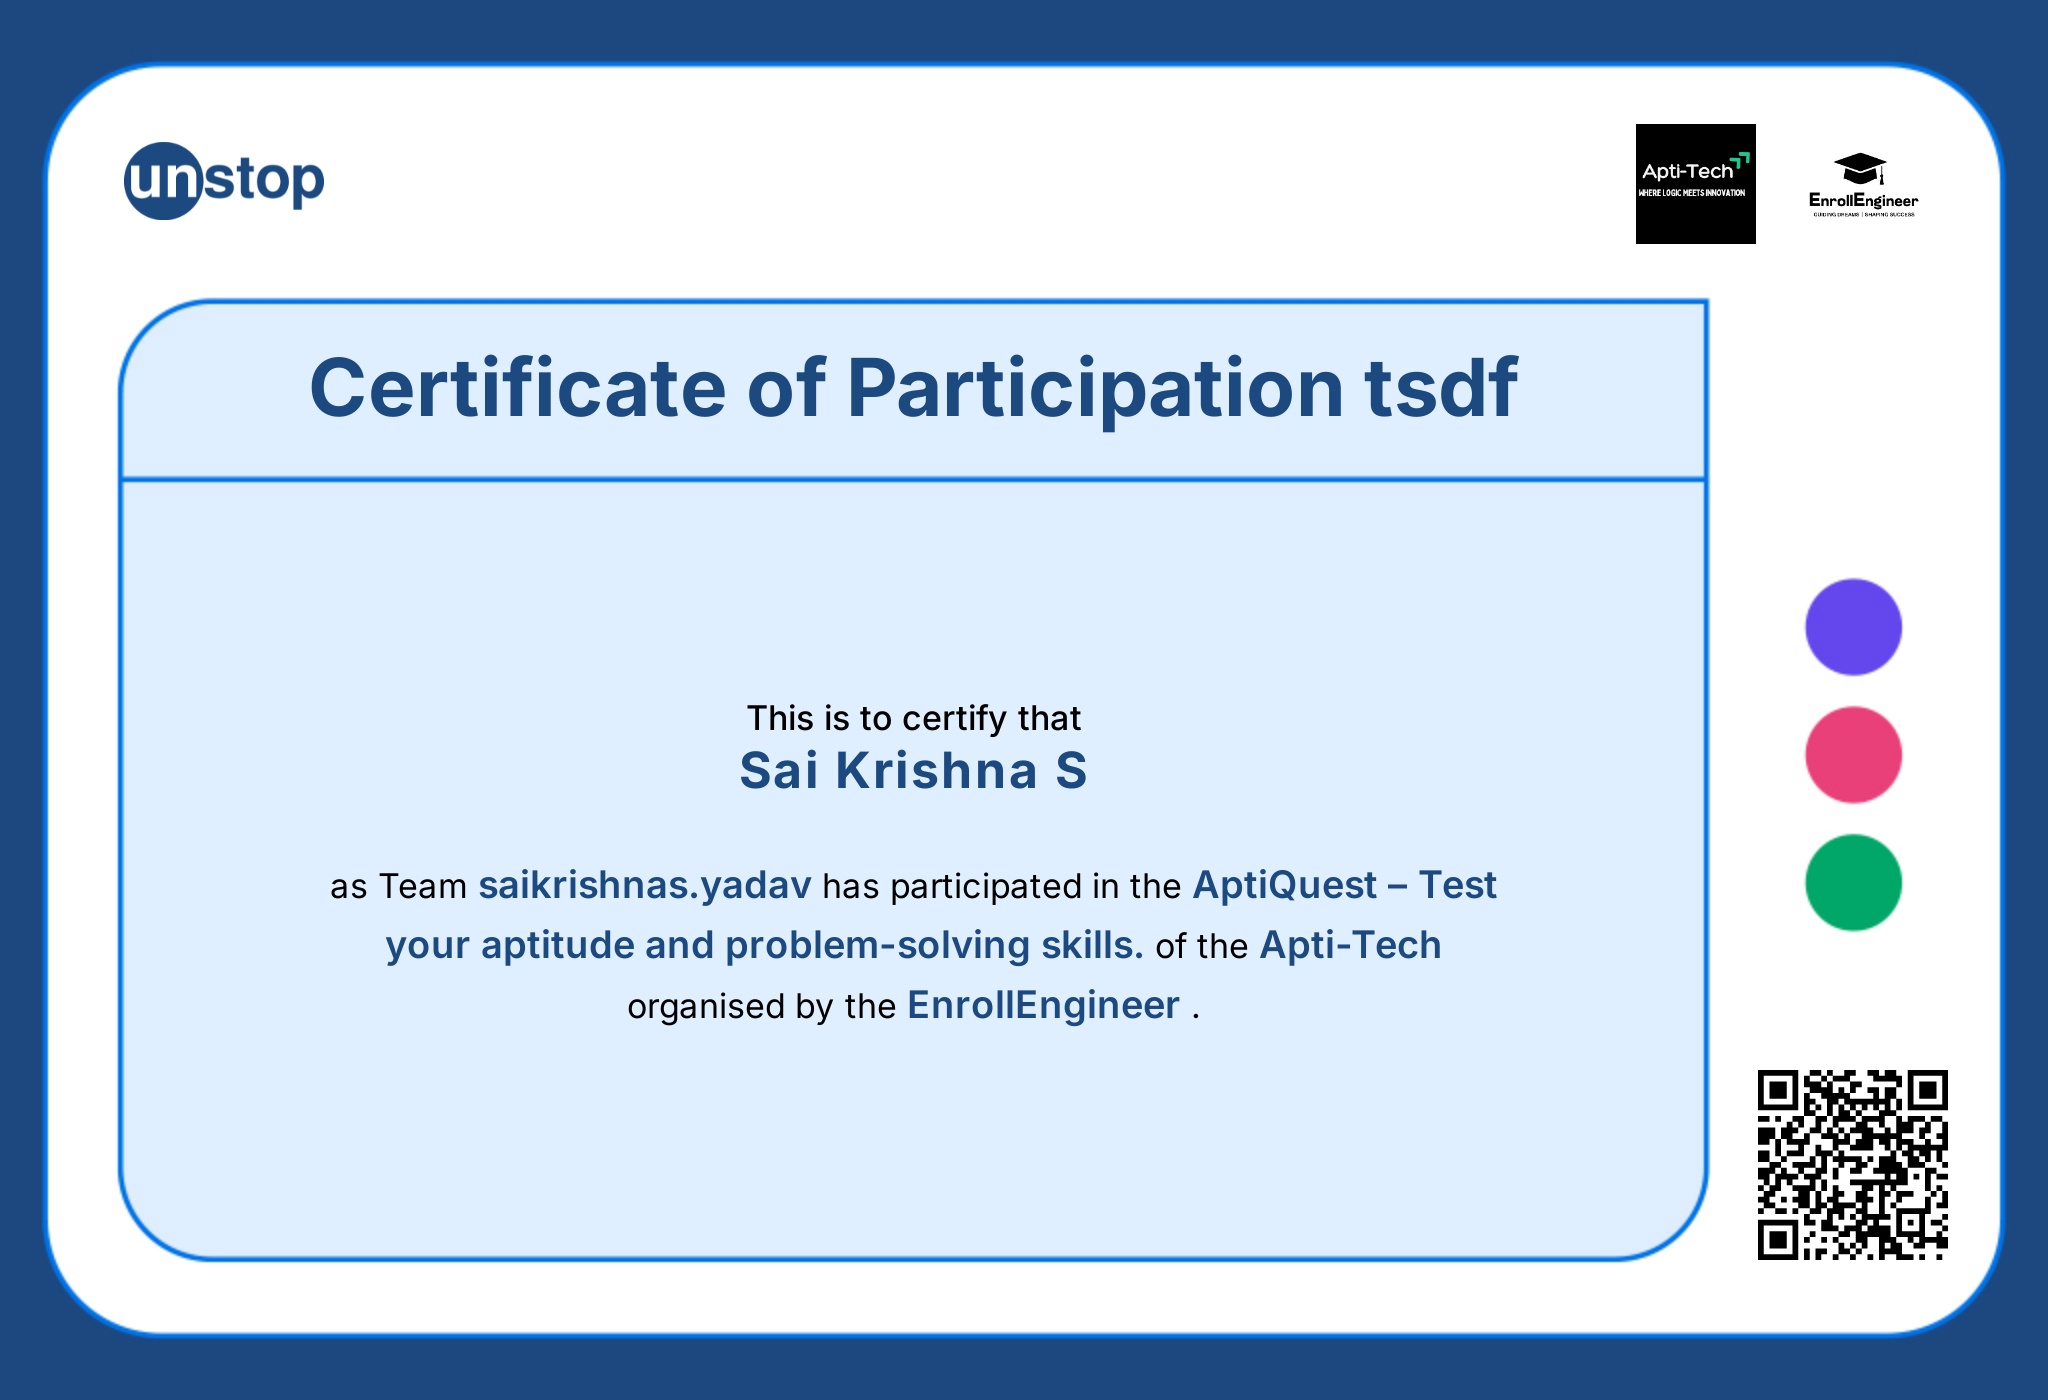 unstop
Apti-Tech
WHERE LOGIC MEETS INNOVATION
EnrollEngineer
GUIDING DREAMS | SHAPING SUCCESS
Certificate of Participation tsdf
This is to certify that
Sai Krishna S
as Team saikrishnas.yadav has participated in the AptiQuest – Test
your aptitude and problem-solving skills. of the Apti-Tech
organised by the EnrollEngineer .